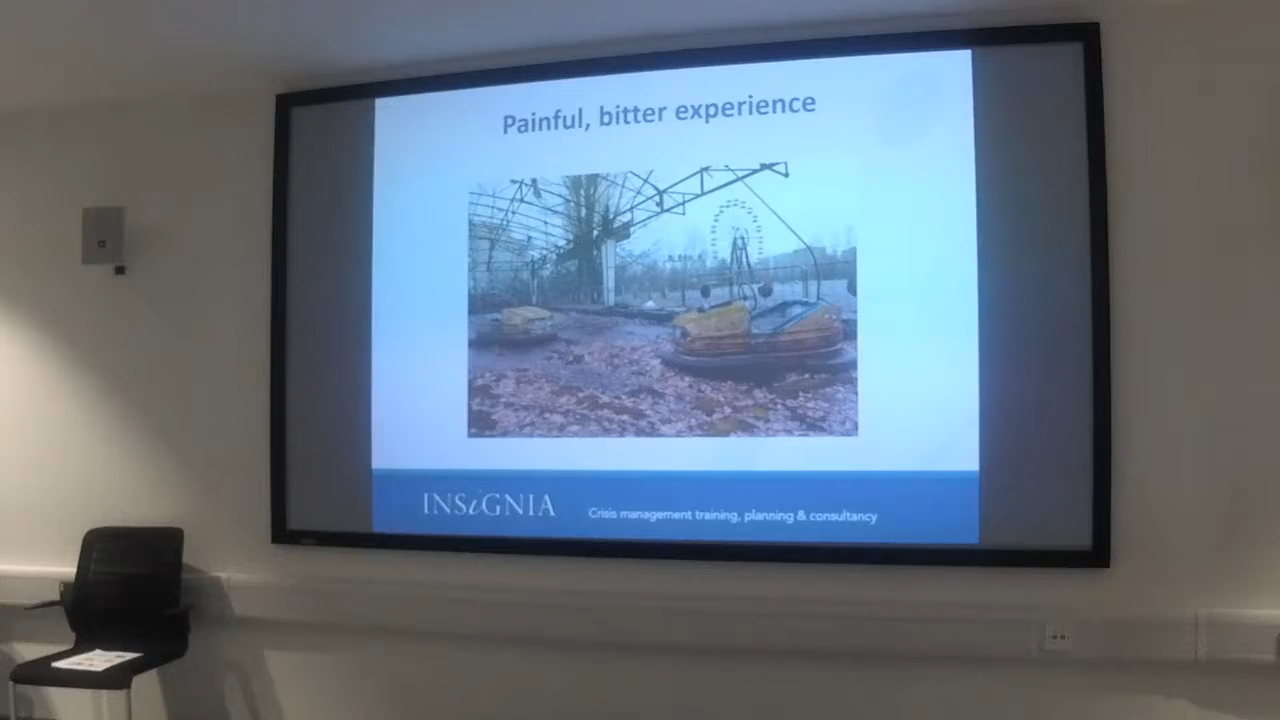 Painful, bitter experience
INSiGNIA
Crisis management training, planning & consultancy